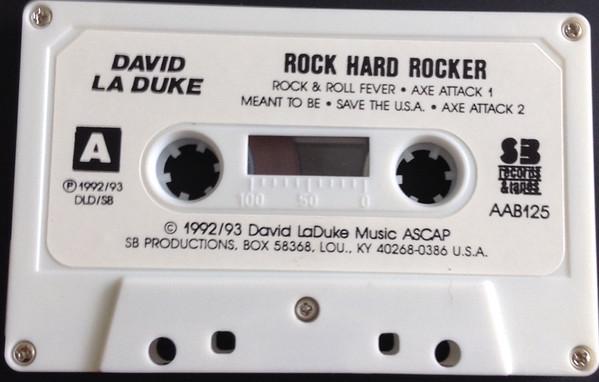 DAVID
LA DUKE
ROCK HARD ROCKER
ROCK & ROLL FEVER • AXE ATTACK 1
MEANT TO BE • SAVE THE U.S.A. • AXE ATTACK 2
A
Ⓟ 1992/93
DLD/SB
100 50 0
SB
records
& tapes
AAB125
© 1992/93 David LaDuke Music ASCAP
SB PRODUCTIONS, BOX 58368, LOU., KY 40268-0386 U.S.A.